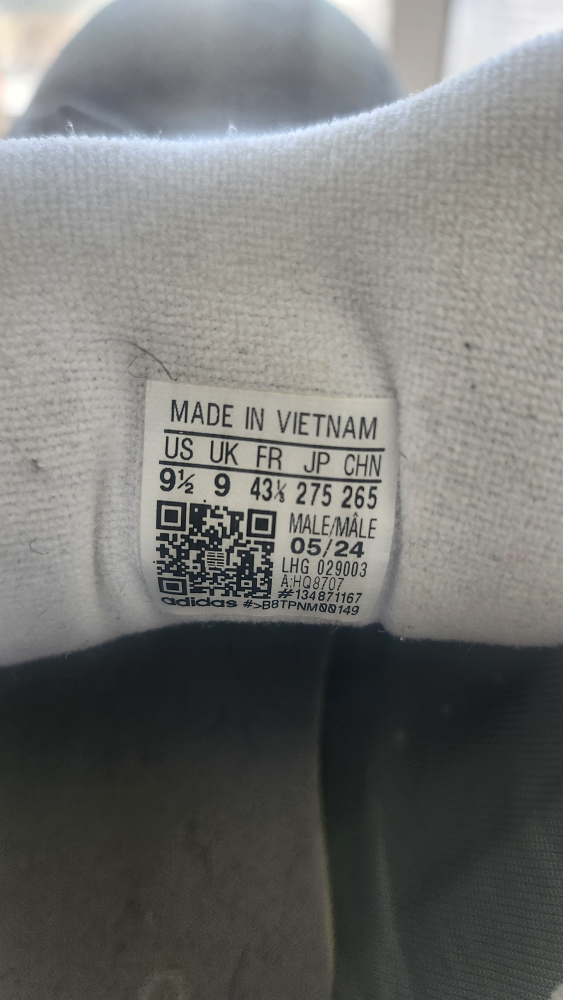 MADE IN VIETNAM
US UK FR JP CHN
9½ 9 43⅓ 275 265
MALE/MÂLE
05/24
LHG 029003
A:HQ8707
#134871167
adidas #>B8TPNM00149